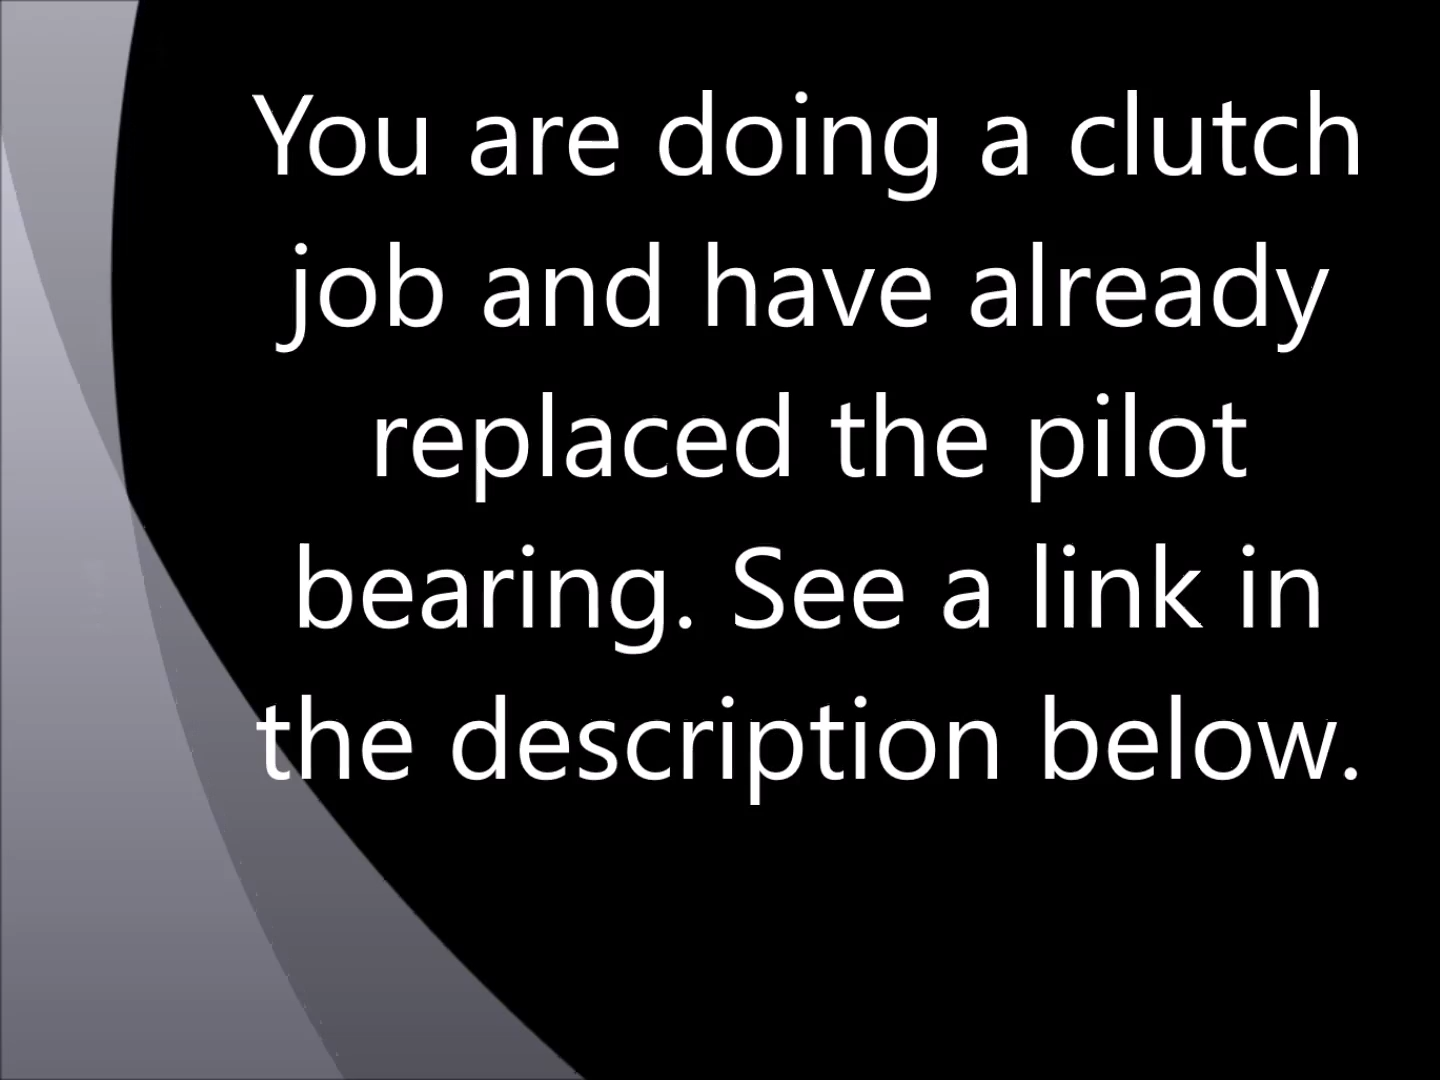 You are doing a clutch
job and have already
replaced the pilot
bearing. See a link in
the description below.